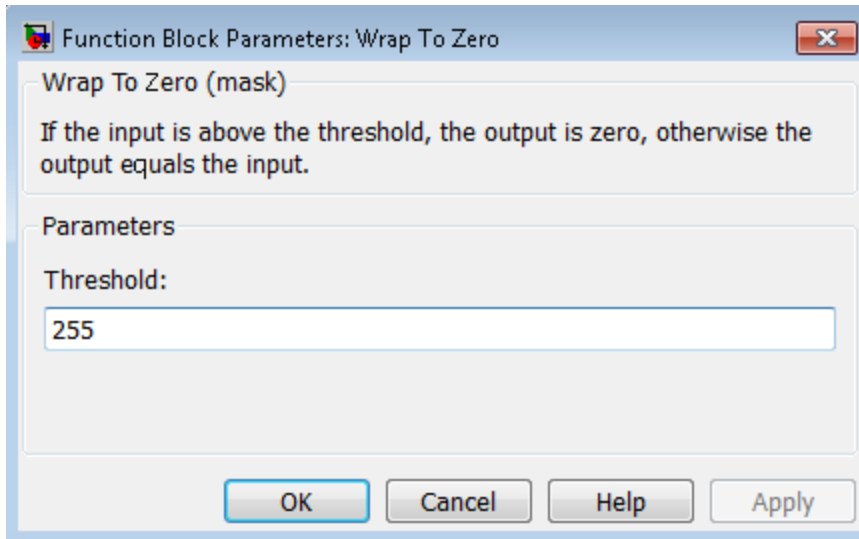 Function Block Parameters: Wrap To Zero
Wrap To Zero (mask)
If the input is above the threshold, the output is zero, otherwise the
output equals the input.
Parameters
Threshold:
255
OK Cancel Help Apply